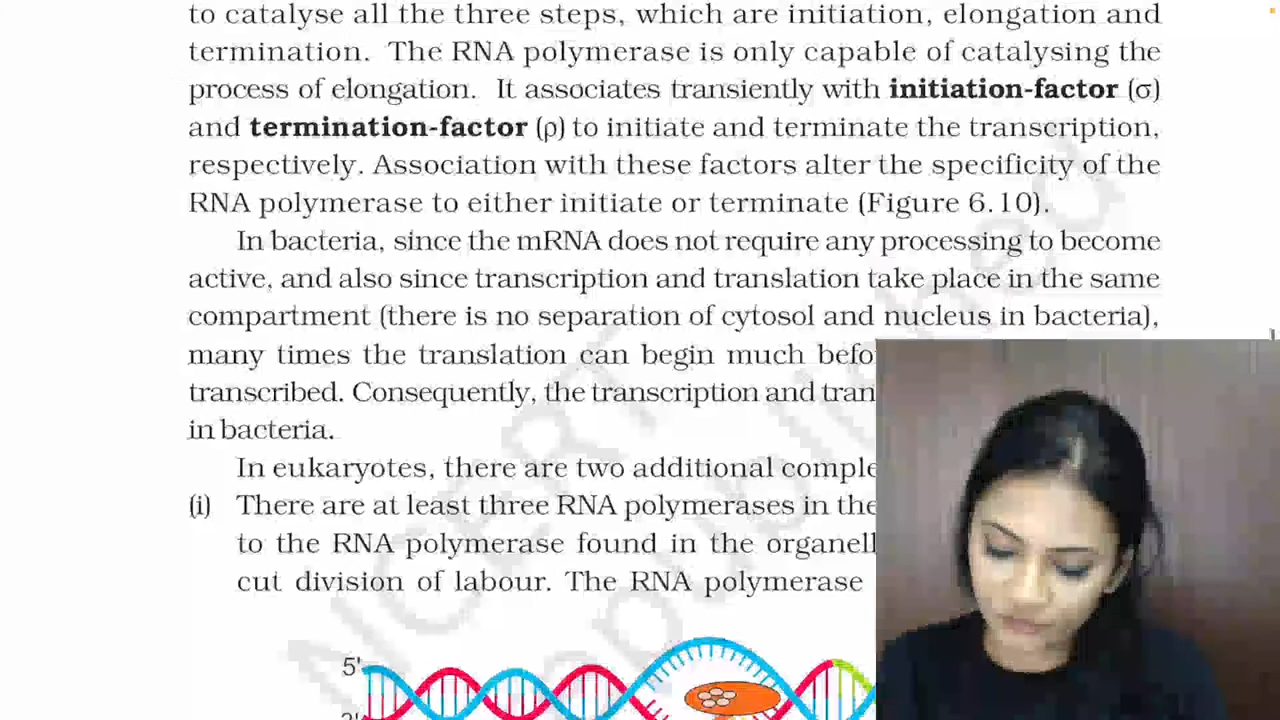 to catalyse all the three steps, which are initiation, elongation and
termination. The RNA polymerase is only capable of catalysing the
process of elongation. It associates transiently with initiation-factor (σ)
and termination-factor (ρ) to initiate and terminate the transcription,
respectively. Association with these factors alter the specificity of the
RNA polymerase to either initiate or terminate (Figure 6.10).
In bacteria, since the mRNA does not require any processing to become
active, and also since transcription and translation take place in the same
compartment (there is no separation of cytosol and nucleus in bacteria),
many times the translation can begin much
transcribed. Consequently, the transcription and
in bacteria.
In eukaryotes, there are two additional
(i) There are at least three RNA polymerases in the
to the RNA polymerase found in the
cut division of labour. The RNA polymerase
5'
NCERT
republished